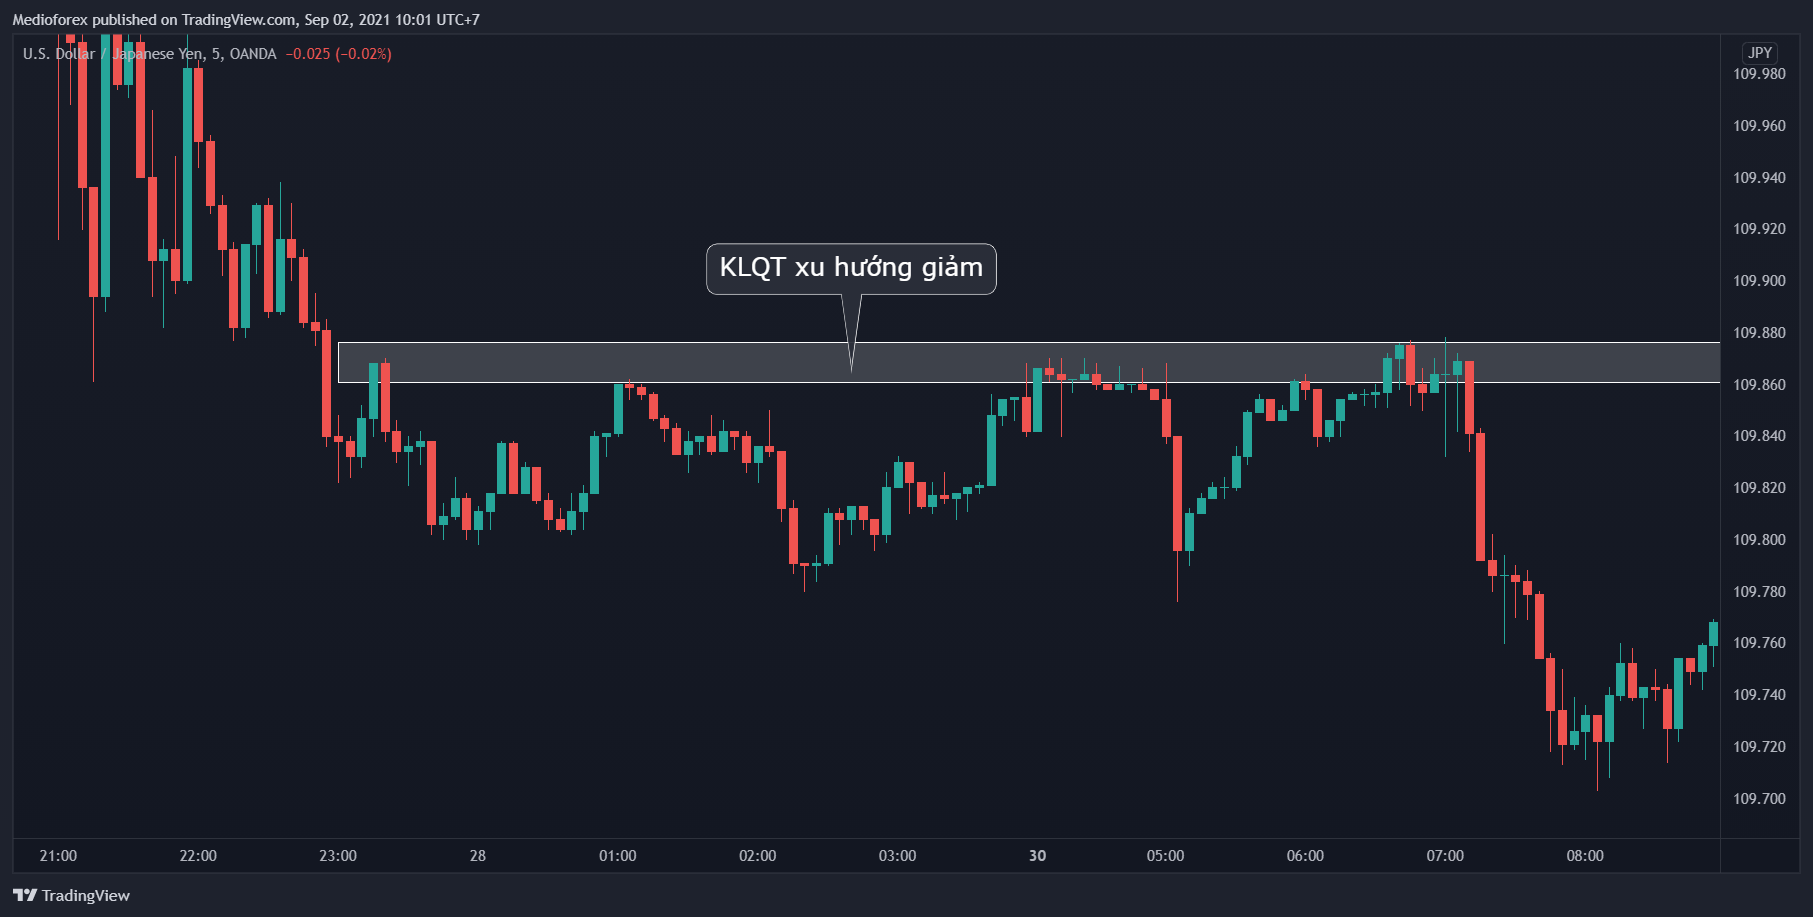 Medioforex published on TradingView.com, Sep 02, 2021 10:01 UTC+7
U.S. Dollar / Japanese Yen, 5, OANDA −0.025 (−0.02%)
JPY
109.980
109.960
109.940
109.920
109.900
109.880
109.860
109.840
109.820
109.800
109.780
109.760
109.740
109.720
109.700
KLQT xu hướng giảm
21:00 22:00 23:00 28 01:00 02:00 03:00 30 05:00 06:00 07:00 08:00
TradingView